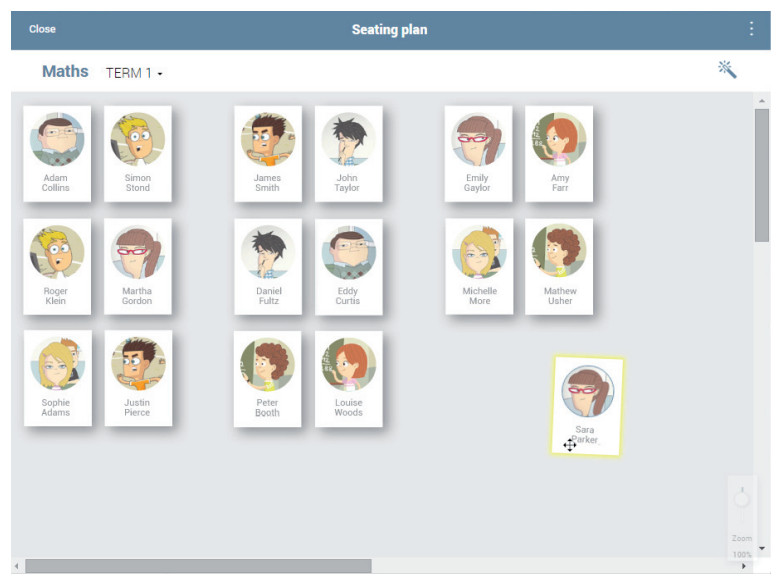 Close
Seating plan
Maths TERM 1
Adam
Collins
Simon
Stond
James
Smith
John
Taylor
Emily
Gaylor
Amy
Farr
Roger
Klein
Martha
Gordon
Daniel
Fultz
Eddy
Curtis
Michelle
More
Mathew
Usher
Sophie
Adams
Justin
Pierce
Peter
Booth
Louise
Woods
Sara
Parker
Zoom
100%